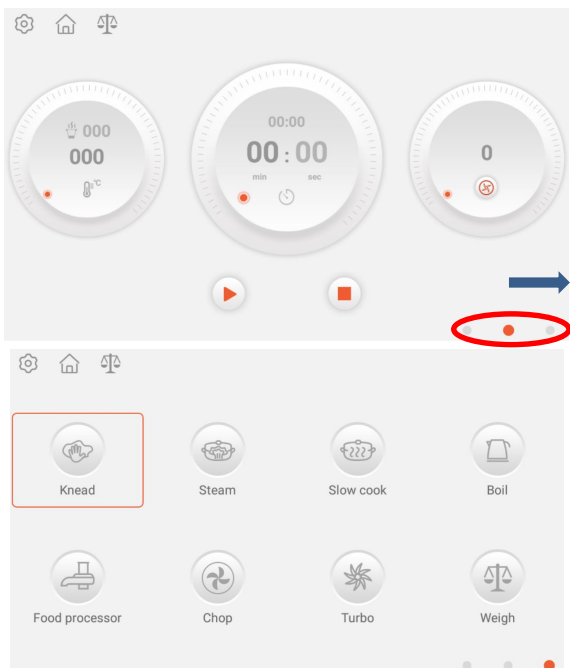 00:00
000
00 : 00
000
0
min sec
°C
Knead Steam Slow cook Boil
Food processor Chop Turbo Weigh